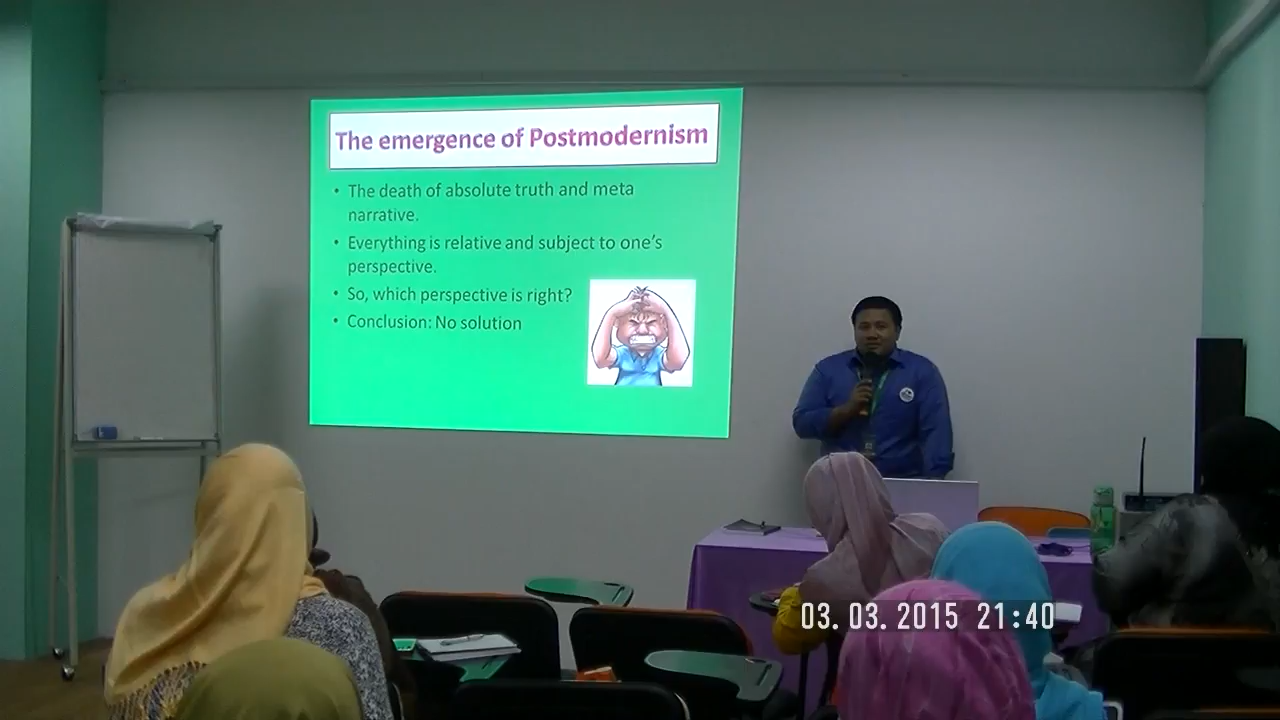 The emergence of Postmodernism
• The death of absolute truth and meta
narrative.
• Everything is relative and subject to one's
perspective.
• So, which perspective is right?
• Conclusion: No solution
03. 03. 2015 21:40